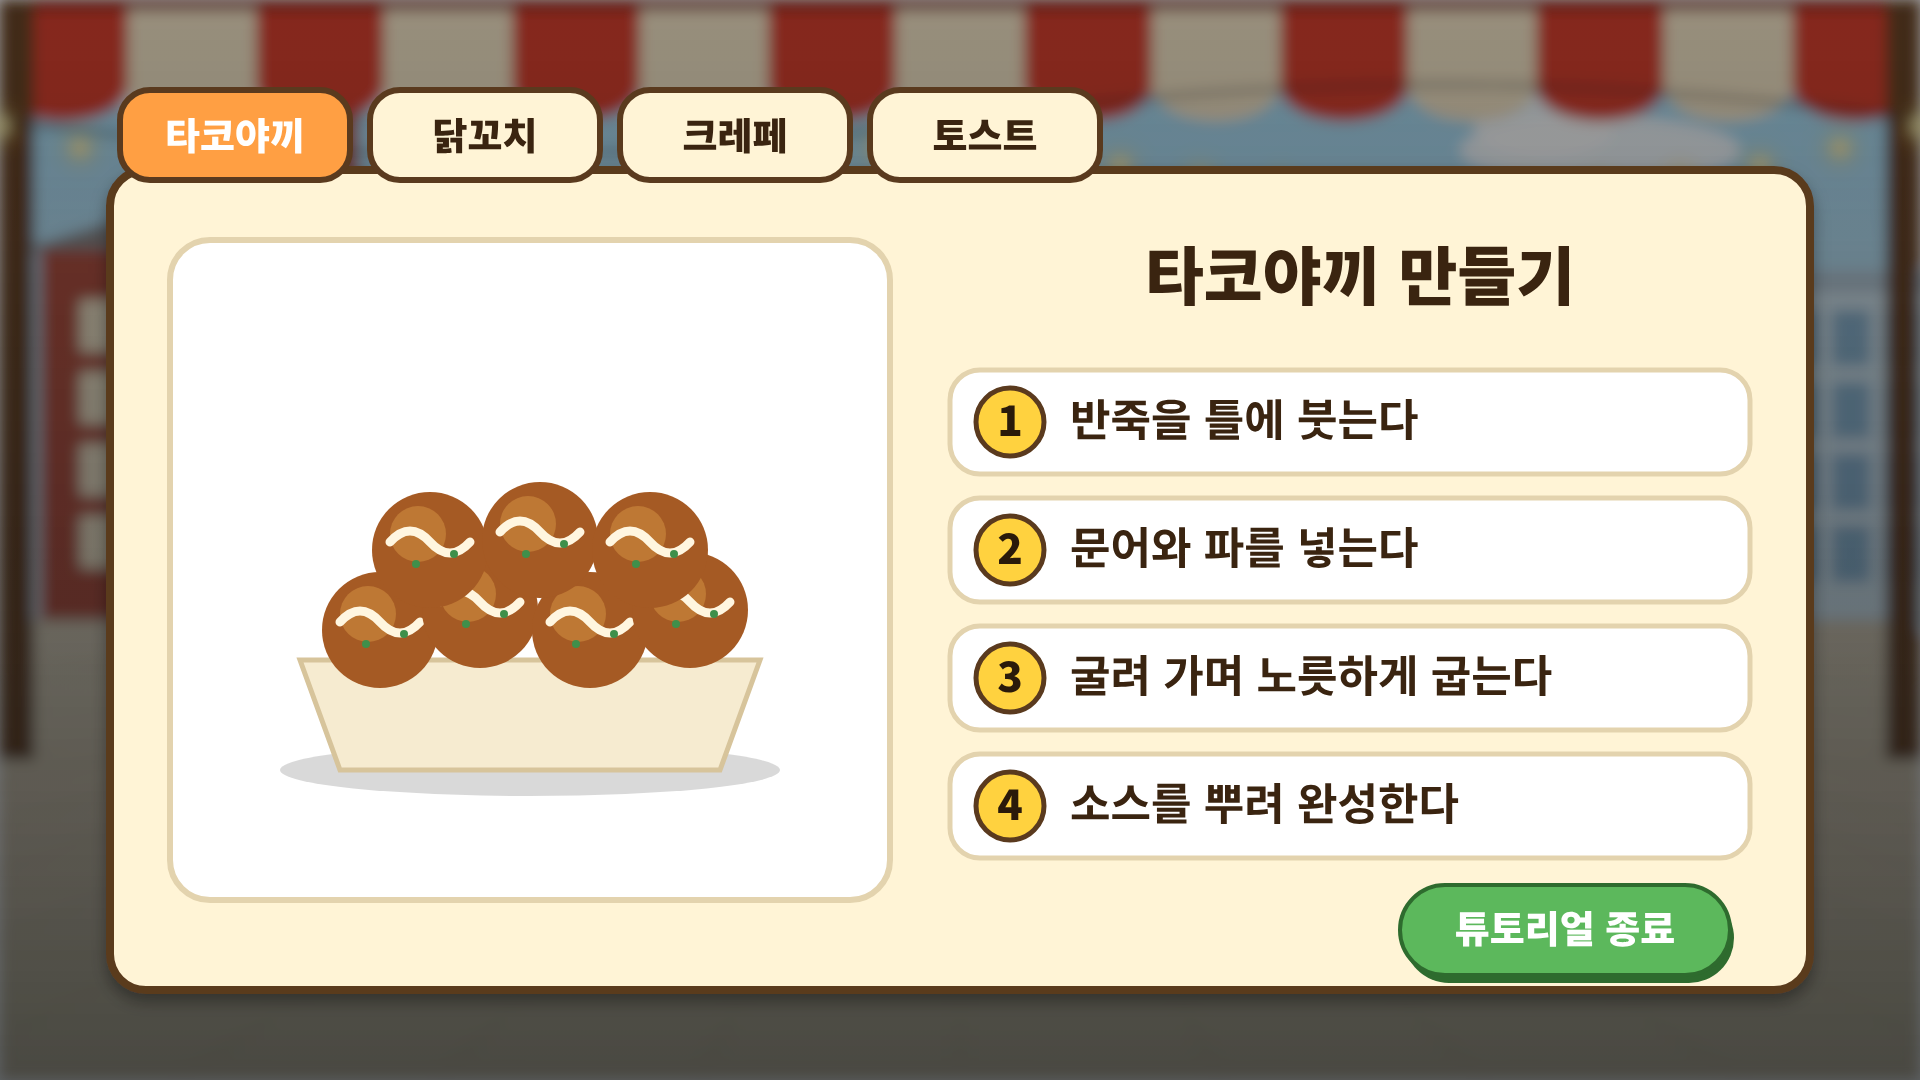 타코야끼
닭꼬치
크레페
토스트
타코야끼 만들기
1 반죽을 틀에 붓는다
2 문어와 파를 넣는다
3 굴려 가며 노릇하게 굽는다
4 소스를 뿌려 완성한다
튜토리얼 종료